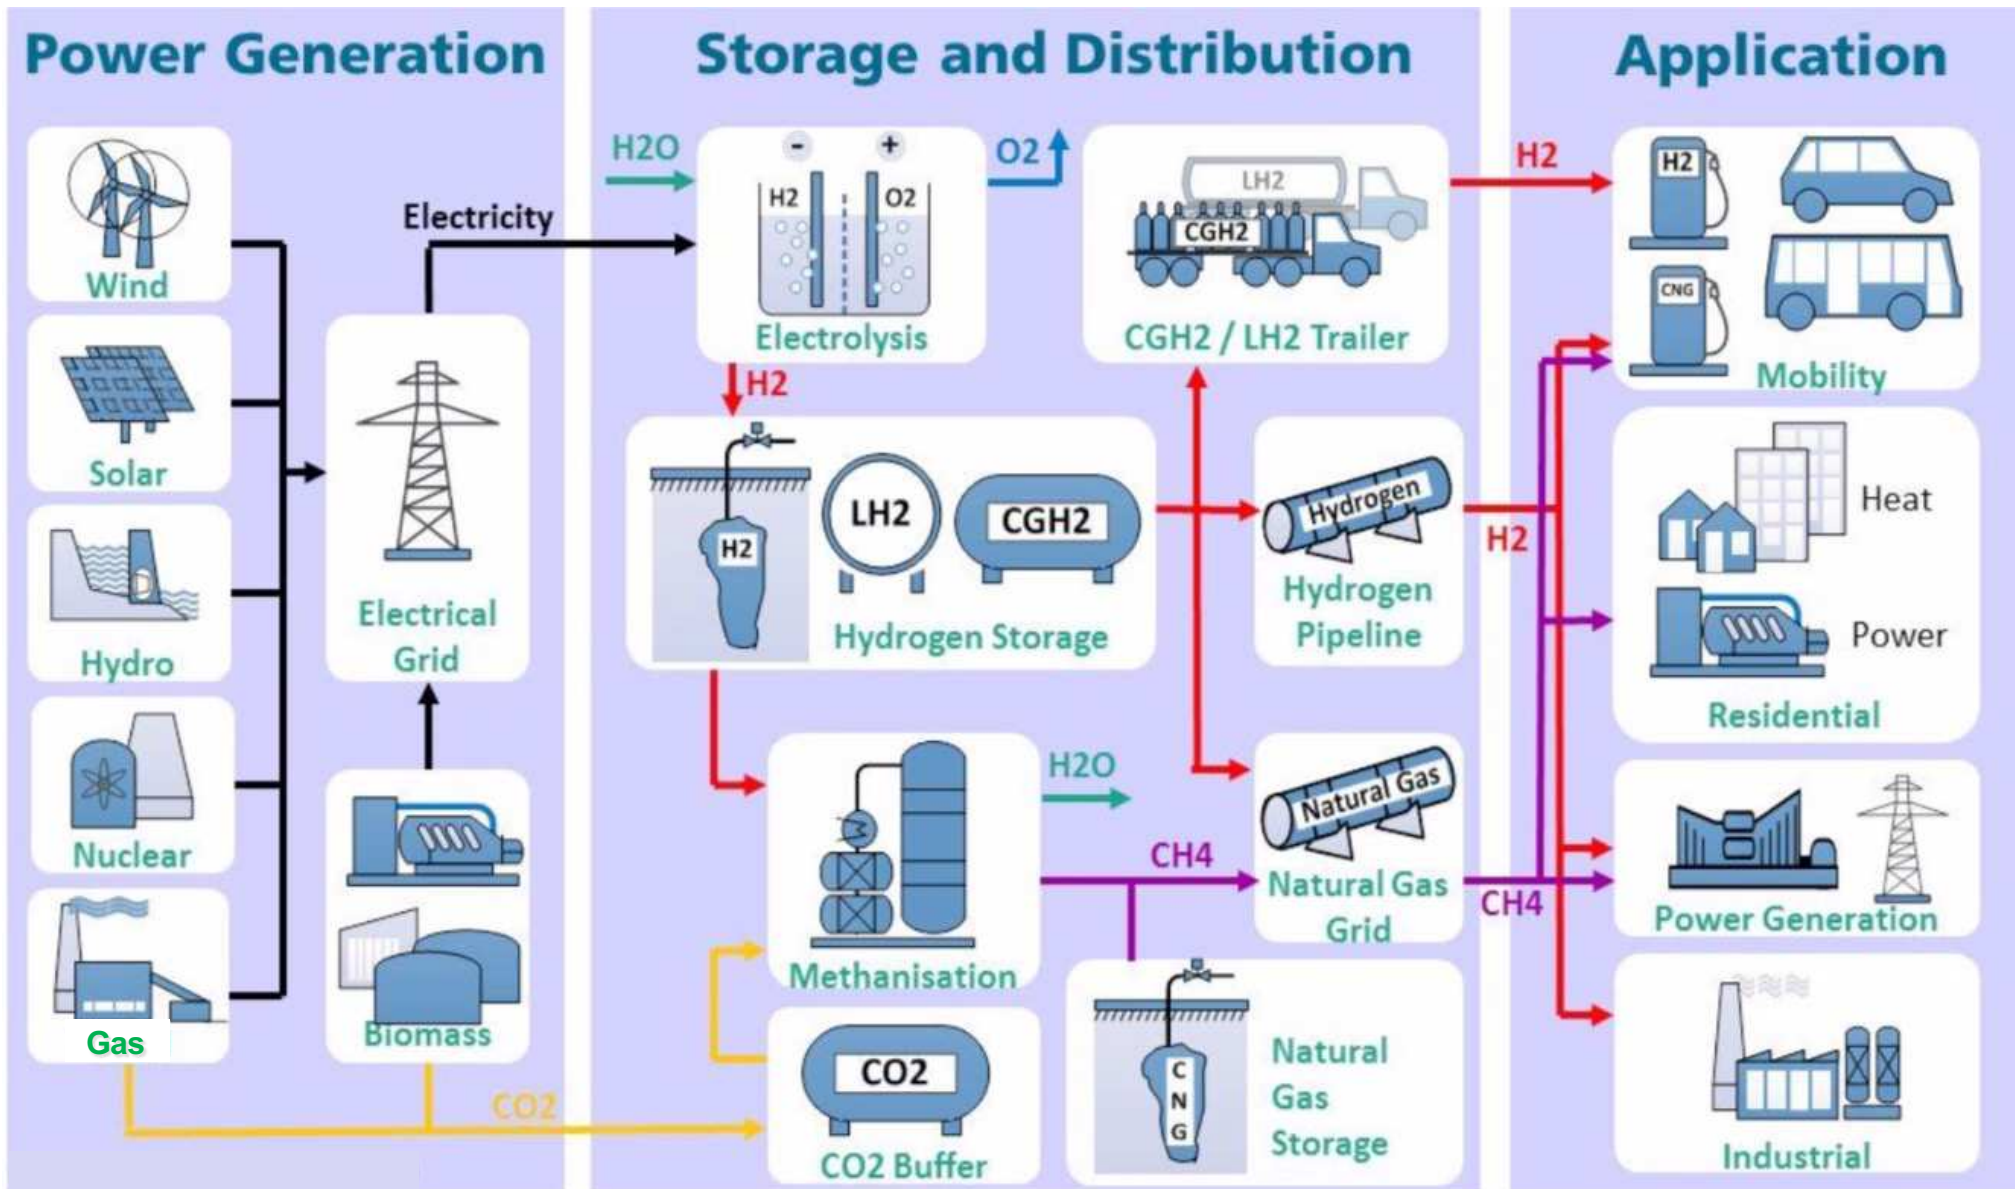 Power Generation
Storage and Distribution
Application
Wind
Solar
Hydro
Nuclear
Gas
Electricity
Electrical
Grid
Biomass
CO2
H2O
-
+
H2
O2
Electrolysis
O2
LH2
CGH2
CGH2 / LH2 Trailer
H2
H2
LH2
CGH2
Hydrogen Storage
Hydrogen
Hydrogen
Pipeline
H2O
Methanisation
CH4
Natural Gas
Natural Gas
Grid
CO2
CO2 Buffer
C
N
G
Natural
Gas
Storage
H2
H2
CH4
H2
CNG
Mobility
Heat
Power
Residential
Power Generation
Industrial